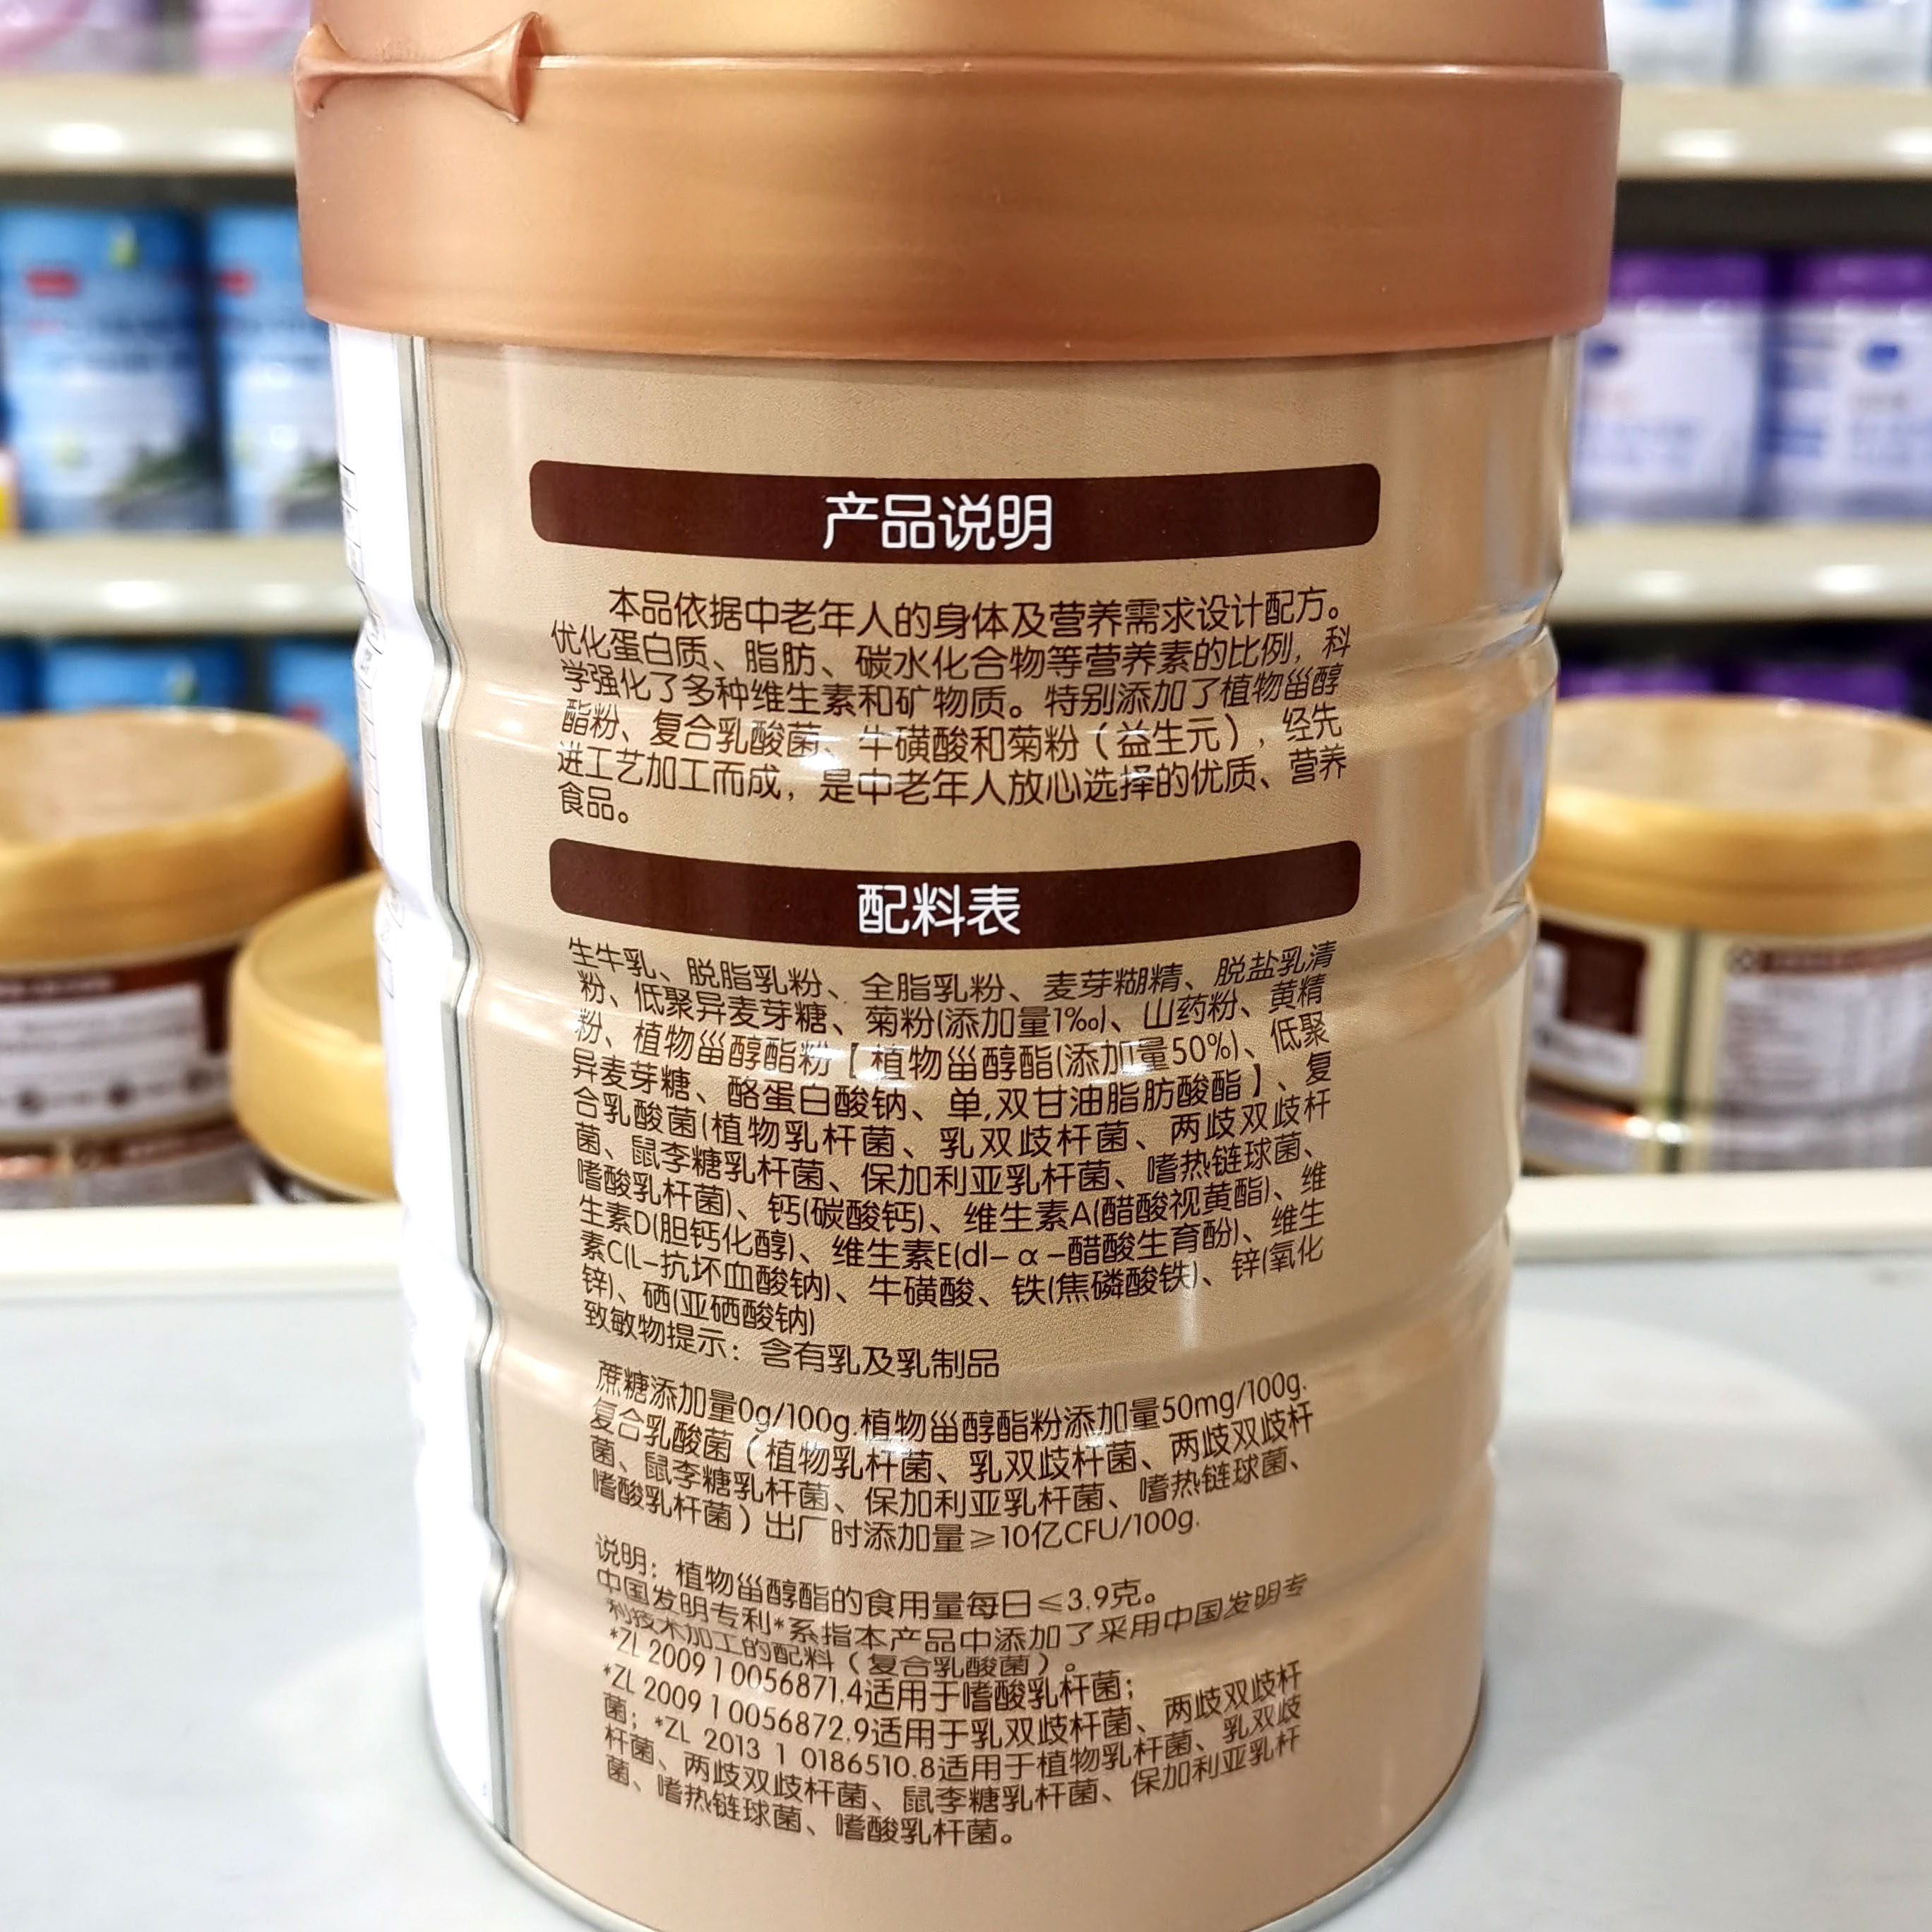 产品说明
本品依据中老年人的身体及营养需求设计配方。
优化蛋白质、脂肪、碳水化合物等营养素的比例，科
学强化了多种维生素和矿物质。特别添加了植物甾醇
酯粉、复合乳酸菌、牛磺酸和菊粉（益生元），经先
进工艺加工而成，是中老年人放心选择的优质、营养
食品。
配料表
生牛乳、脱脂乳粉、全脂乳粉、麦芽糊精、脱盐乳清
粉、低聚异麦芽糖、菊粉(添加量1‰)、山药粉、黄精
粉、植物甾醇酯粉【植物甾醇酯(添加量50%)、低聚
异麦芽糖、酪蛋白酸钠、单,双甘油脂肪酸酯】、复
合乳酸菌(植物乳杆菌、乳双歧杆菌、两歧双歧杆
菌、鼠李糖乳杆菌、保加利亚乳杆菌、嗜热链球菌、
嗜酸乳杆菌)、钙(碳酸钙)、维生素A(醋酸视黄酯)、维
生素D(胆钙化醇)、维生素E(dl-α-醋酸生育酚)、维生
素C(L-抗坏血酸钠)、牛磺酸、铁(焦磷酸铁)、锌(氧化
锌)、硒(亚硒酸钠)
致敏物提示：含有乳及乳制品
蔗糖添加量0g/100g.植物甾醇酯粉添加量50mg/100g.
复合乳酸菌（植物乳杆菌、乳双歧杆菌、两歧双歧杆
菌、鼠李糖乳杆菌、保加利亚乳杆菌、嗜热链球菌、
嗜酸乳杆菌）出厂时添加量≥10亿CFU/100g.
说明：植物甾醇酯的食用量每日≤3.9克。
中国发明专利*系指本产品中添加了采用中国发明专
利技术加工的配料（复合乳酸菌）。
*ZL 2009 1 0056871.4适用于嗜酸乳杆菌；
*ZL 2009 1 0056872.9适用于乳双歧杆菌、两歧双歧杆
菌；*ZL 2013 1 0186510.8适用于植物乳杆菌、乳双歧
杆菌、两歧双歧杆菌、鼠李糖乳杆菌、保加利亚乳杆
菌、嗜热链球菌、嗜酸乳杆菌。